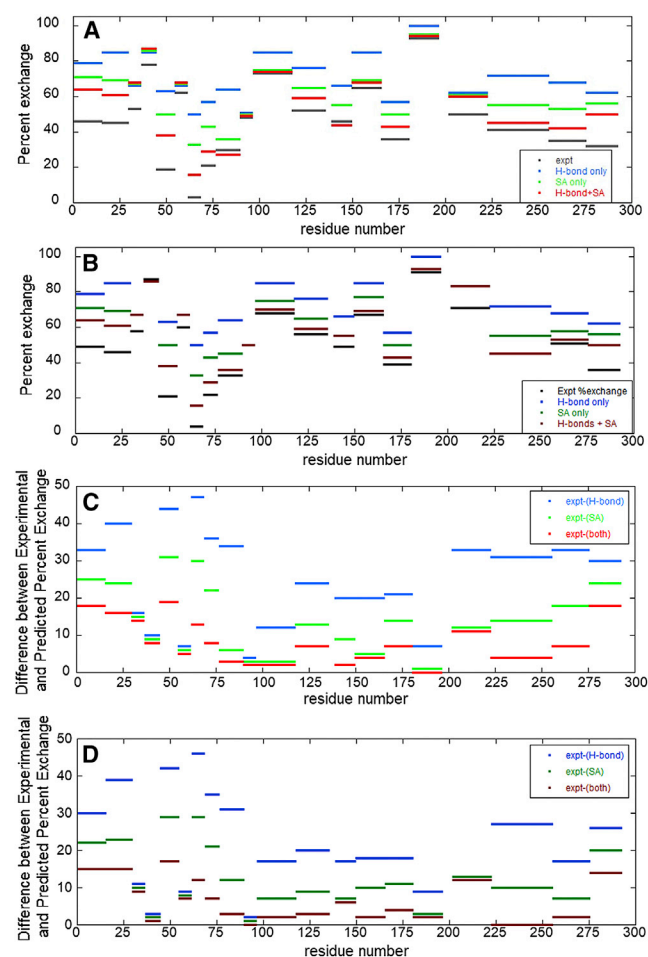 A
100
80
60
40
20
0
Percent exchange
expt
H-bond only
SA only
H-bond+SA
0 25 50 75 100 125 150 175 200 225 250 275 300
residue number
B
100
80
60
40
20
0
Percent exchange
Expt %exchange
H-bond only
SA only
H-bonds + SA
0 25 50 75 100 125 150 175 200 225 250 275 300
residue number
C
50
40
30
20
10
0
Difference between Experimental
and Predicted Percent Exchange
expt-(H-bond)
expt-(SA)
expt-(both)
0 25 50 75 100 125 150 175 200 225 250 275 300
residue number
D
50
40
30
20
10
0
Difference between Experimental
and Predicted Percent Exchange
expt-(H-bond)
expt-(SA)
expt-(both)
0 25 50 75 100 125 150 175 200 225 250 275 300
residue number